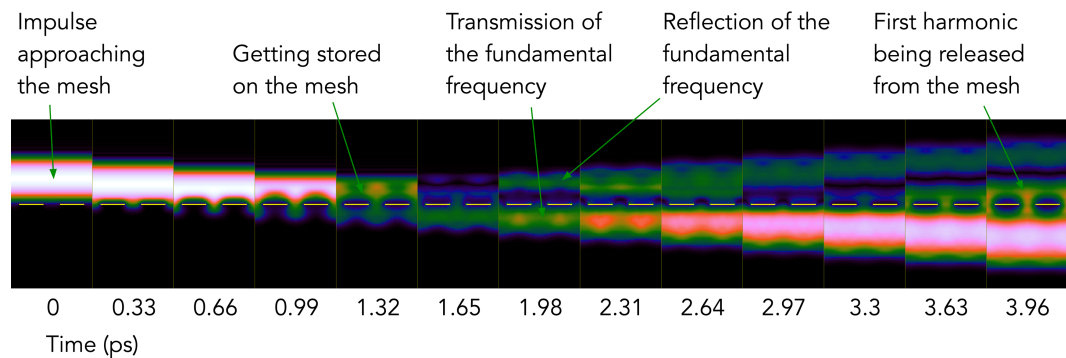 Impulse
approaching
the mesh
Getting stored
on the mesh
Transmission of
the fundamental
frequency
Reflection of the
fundamental
frequency
First harmonic
being released
from the mesh
0 0.33 0.66 0.99 1.32 1.65 1.98 2.31 2.64 2.97 3.3 3.63 3.96
Time (ps)